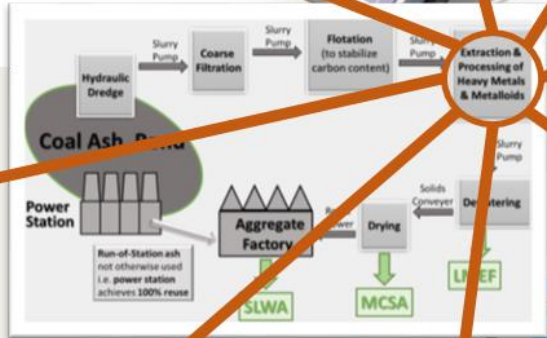 Slurry
Pump
Coarse
Filtration
Slurry
Pump
Flotation
(to stabilize
carbon content)
Slurry
Pump
Extraction &
Processing of
Heavy Metals
& Metalloids
Hydraulic
Dredge
Coal Ash
Slurry
Pump
Power
Station
Run-of-Station ash
not otherwise used
i.e. power station
achieves 100% reuse
Aggregate
Factory
Drying
Solids
Conveyer
SLWA
MCSA